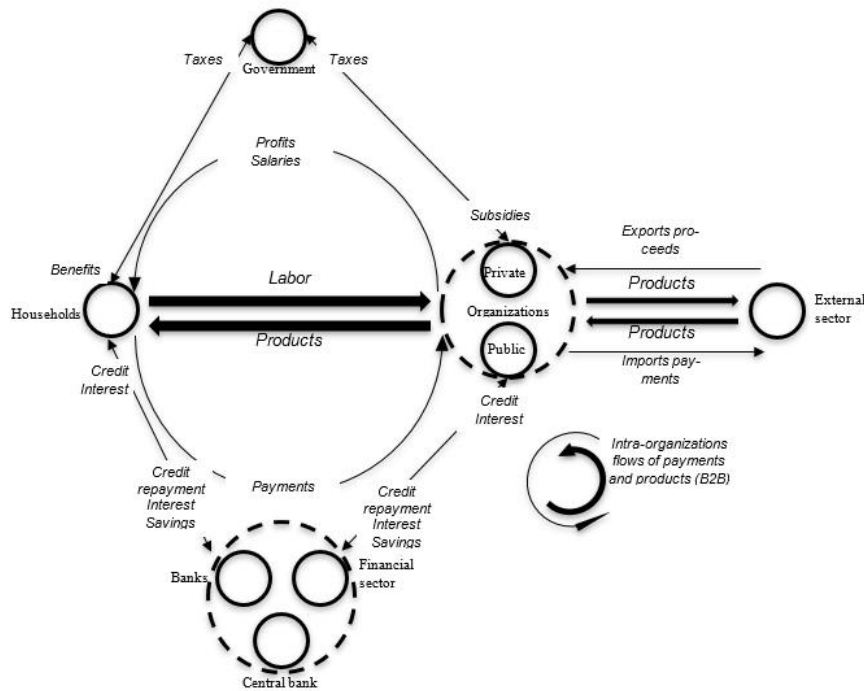 Taxes
Taxes
Government
Profits
Salaries
Subsidies
Exports pro-
ceeds
Benefits
Labor
Private
Products
Households
Organizations
External
sector
Products
Public
Products
Imports pay-
ments
Credit
Interest
Credit
Interest
Intra-organizations
flows of payments
and products (B2B)
Credit
repayment
Interest
Savings
Payments
Credit
repayment
Interest
Savings
Banks
Financial
sector
Central bank